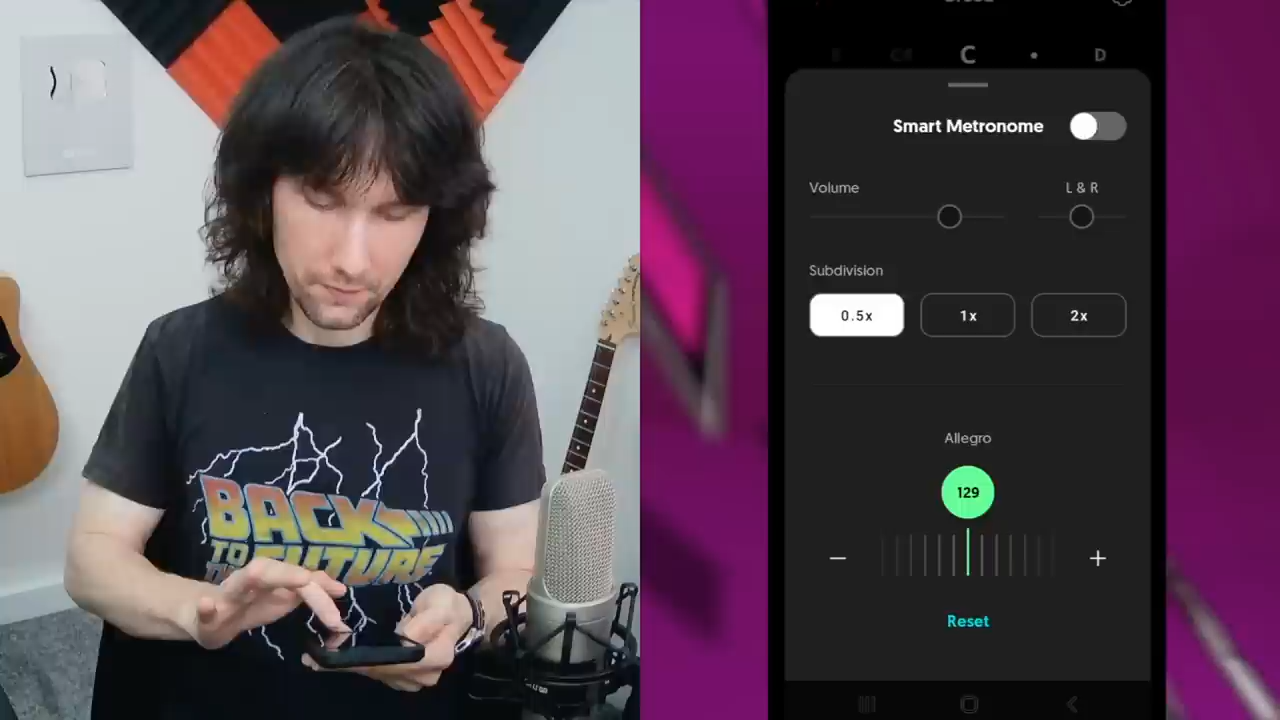 E C# C • D
Smart Metronome
Volume L & R
Subdivision
0.5x 1x 2x
Allegro
129
− +
Reset
BACK
TO THE
FUTURE